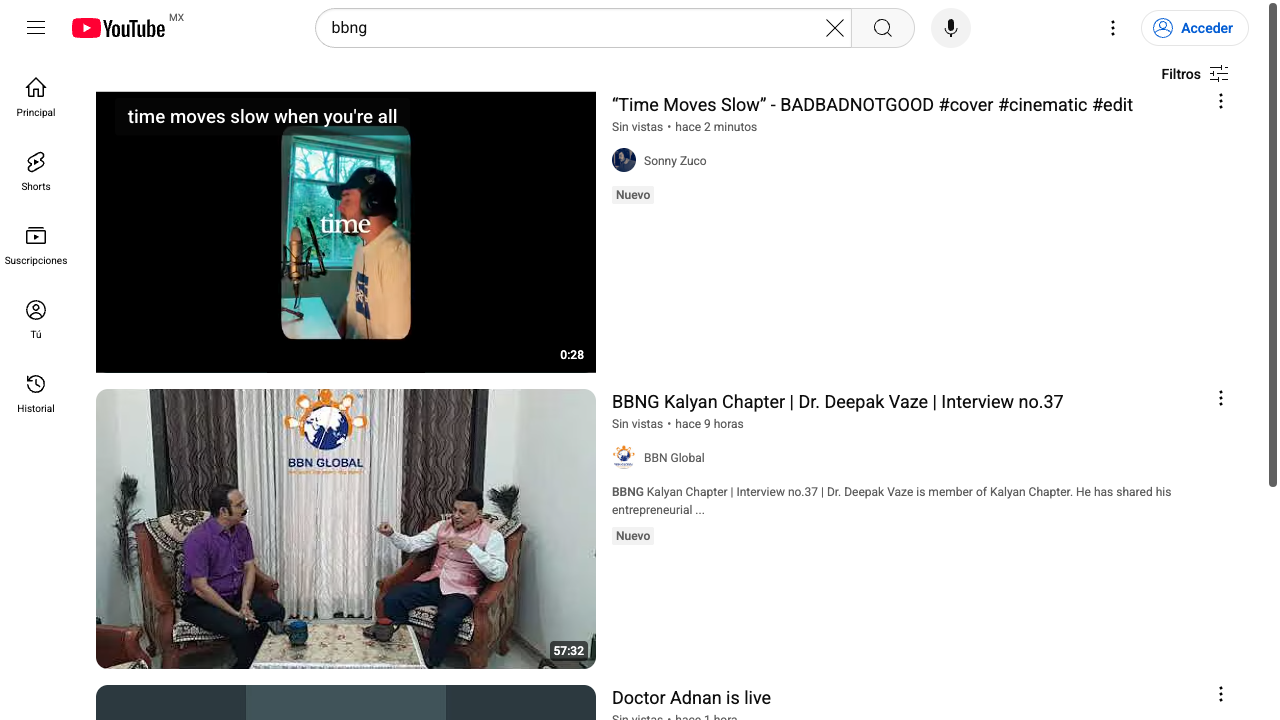 YouTube MX
bbng
Acceder
Filtros
Principal
Shorts
Suscripciones
Tú
Historial
time moves slow when you're all
time
0:28
“Time Moves Slow” - BADBADNOTGOOD #cover #cinematic #edit
Sin vistas • hace 2 minutos
Sonny Zuco
Nuevo
BBN GLOBAL
57:32
BBNG Kalyan Chapter | Dr. Deepak Vaze | Interview no.37
Sin vistas • hace 9 horas
BBN Global
BBNG Kalyan Chapter | Interview no.37 | Dr. Deepak Vaze is member of Kalyan Chapter. He has shared his
entrepreneurial ...
Nuevo
Doctor Adnan is live
Sin vistas • hace 1 hora